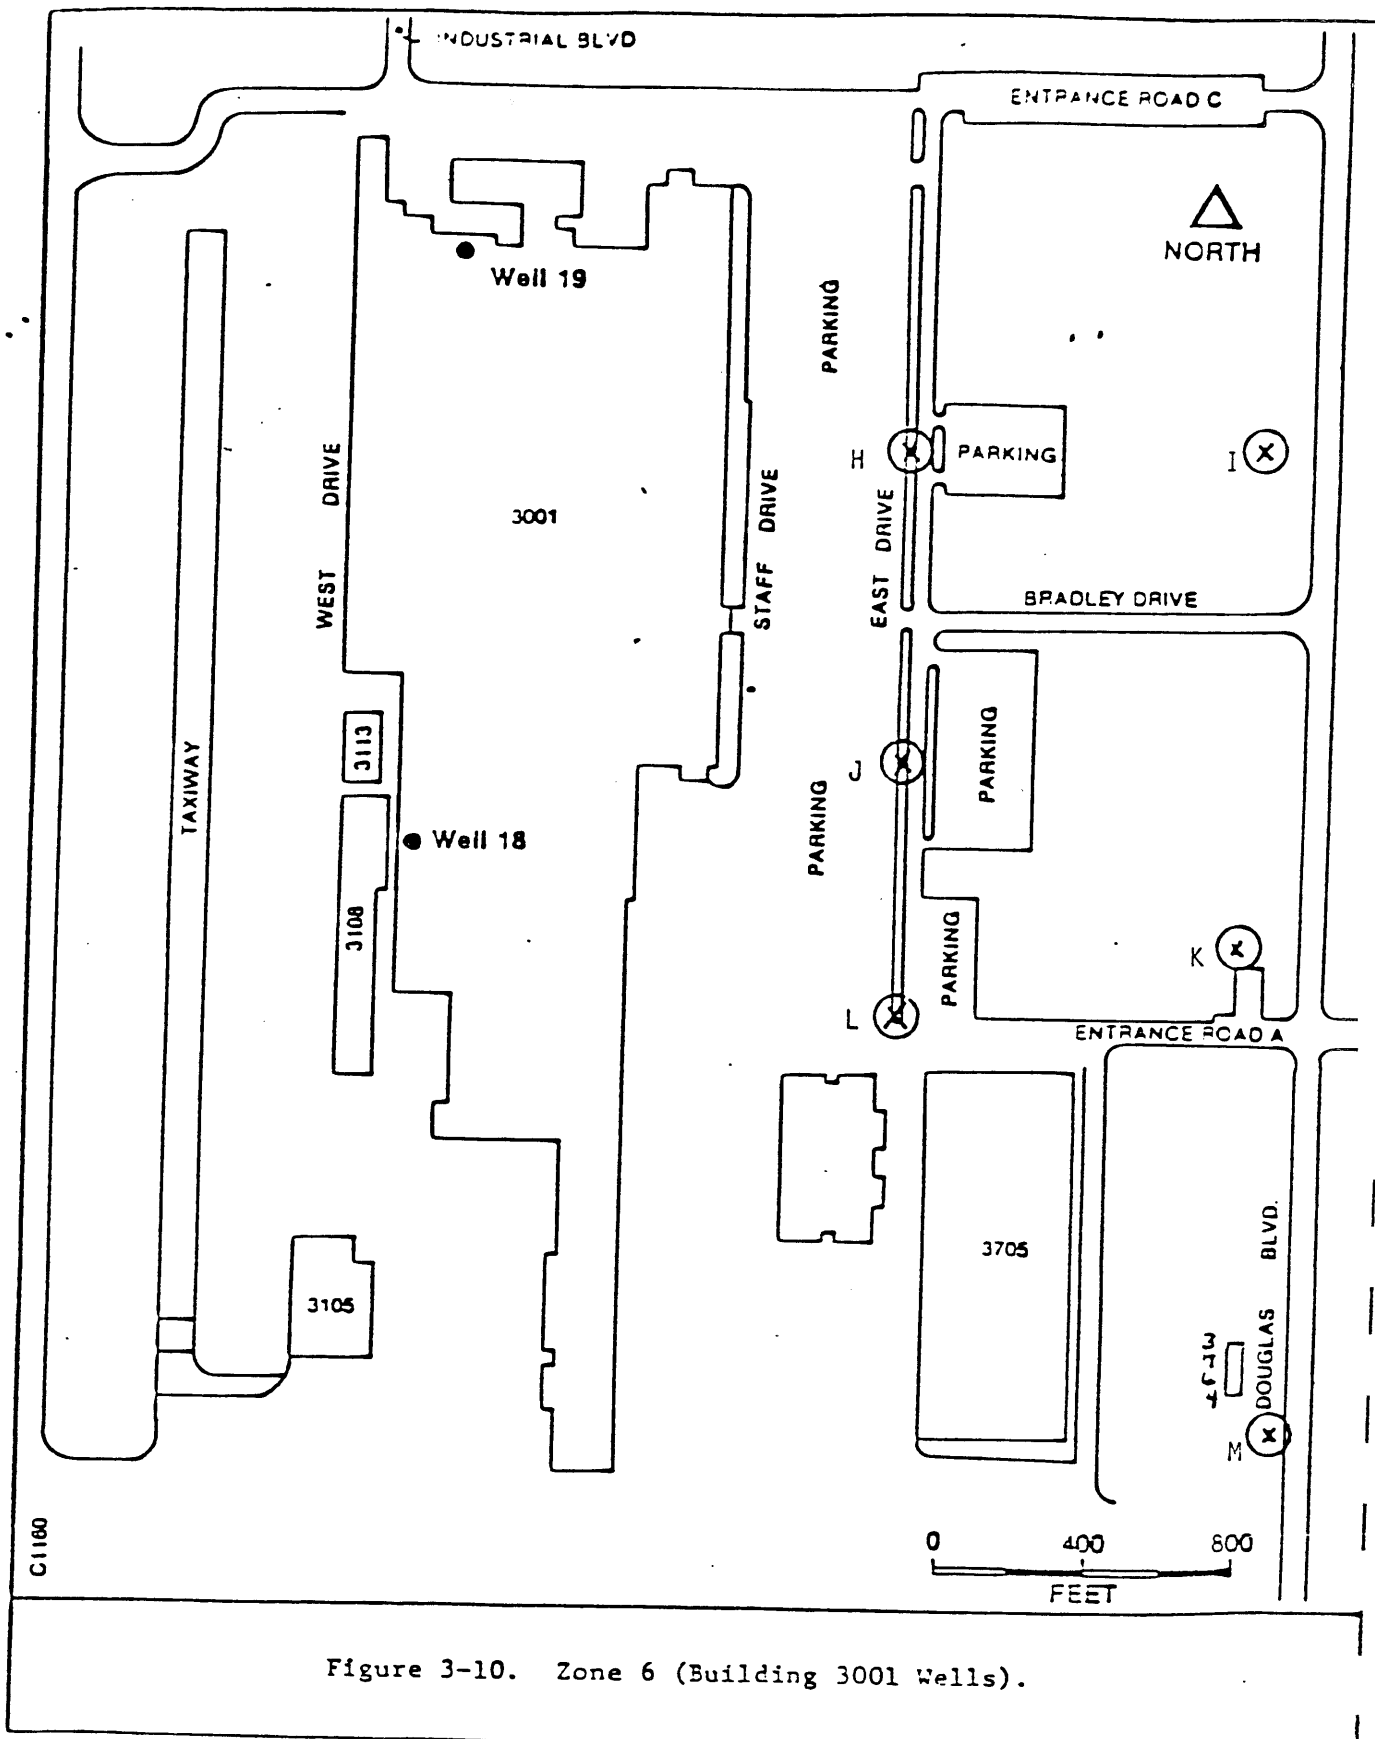 INDUSTRIAL BLVD
ENTRANCE ROAD C
NORTH
Well 19
PARKING
WEST DRIVE
3001
STAFF DRIVE
H
EAST DRIVE
PARKING
I
BRADLEY DRIVE
TAXIWAY
3113
J
PARKING
PARKING
Well 18
3108
PARKING
K
L
ENTRANCE ROAD A
3705
3105
DOUGLAS BLVD.
M
C1160
0 400 800
FEET
Figure 3-10. Zone 6 (Building 3001 Wells).